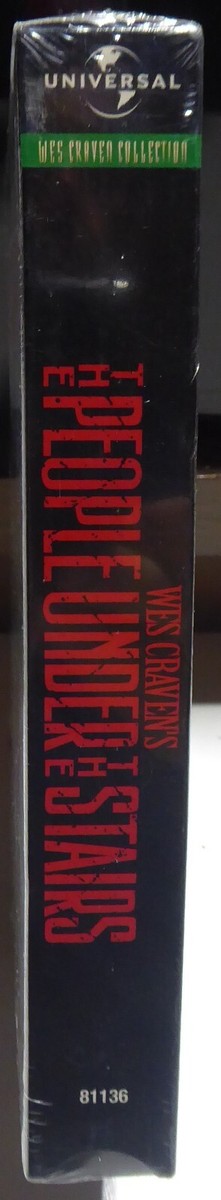 UNIVERSAL
WES CRAVEN COLLECTION
WES CRAVEN'S
THE PEOPLE UNDER THE STAIRS
81136